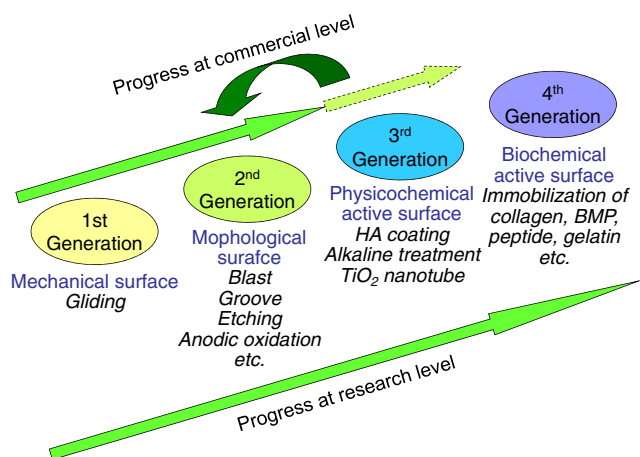 Progress at commercial level
1st
Generation
Mechanical surface
Gliding
2nd
Generation
Mophological
surafce
Blast
Groove
Etching
Anodic oxidation
etc.
3rd
Generation
Physicochemical
active surface
HA coating
Alkaline treatment
TiO2 nanotube
4th
Generation
Biochemical
active surface
Immobilization of
collagen, BMP,
peptide, gelatin
etc.
Progress at research level